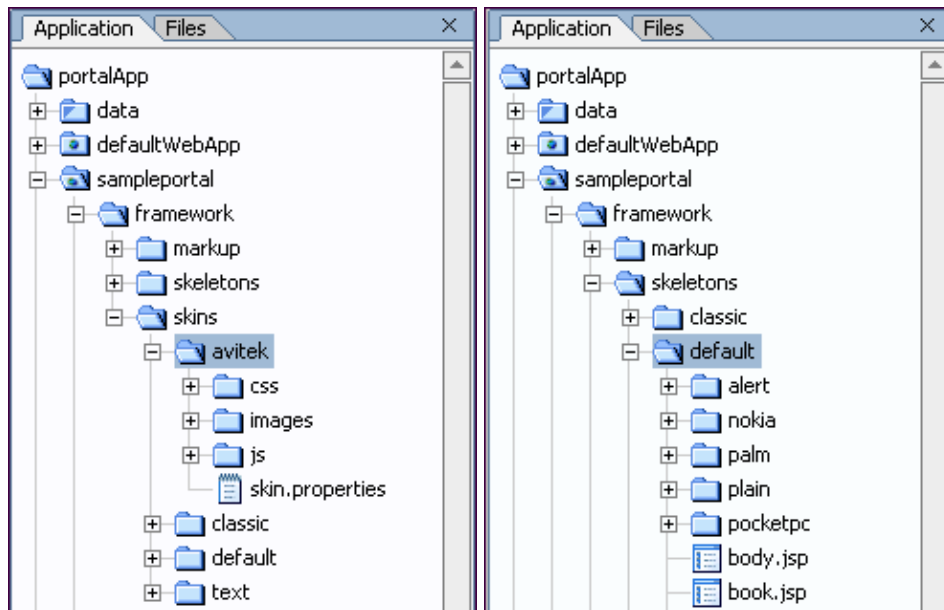 Application
Files
portalApp
data
defaultWebApp
sampleportal
framework
markup
skeletons
skins
avitek
css
images
js
skin.properties
classic
default
text
Application
Files
portalApp
data
defaultWebApp
sampleportal
framework
markup
skeletons
classic
default
alert
nokia
palm
plain
pocketpc
body.jsp
book.jsp